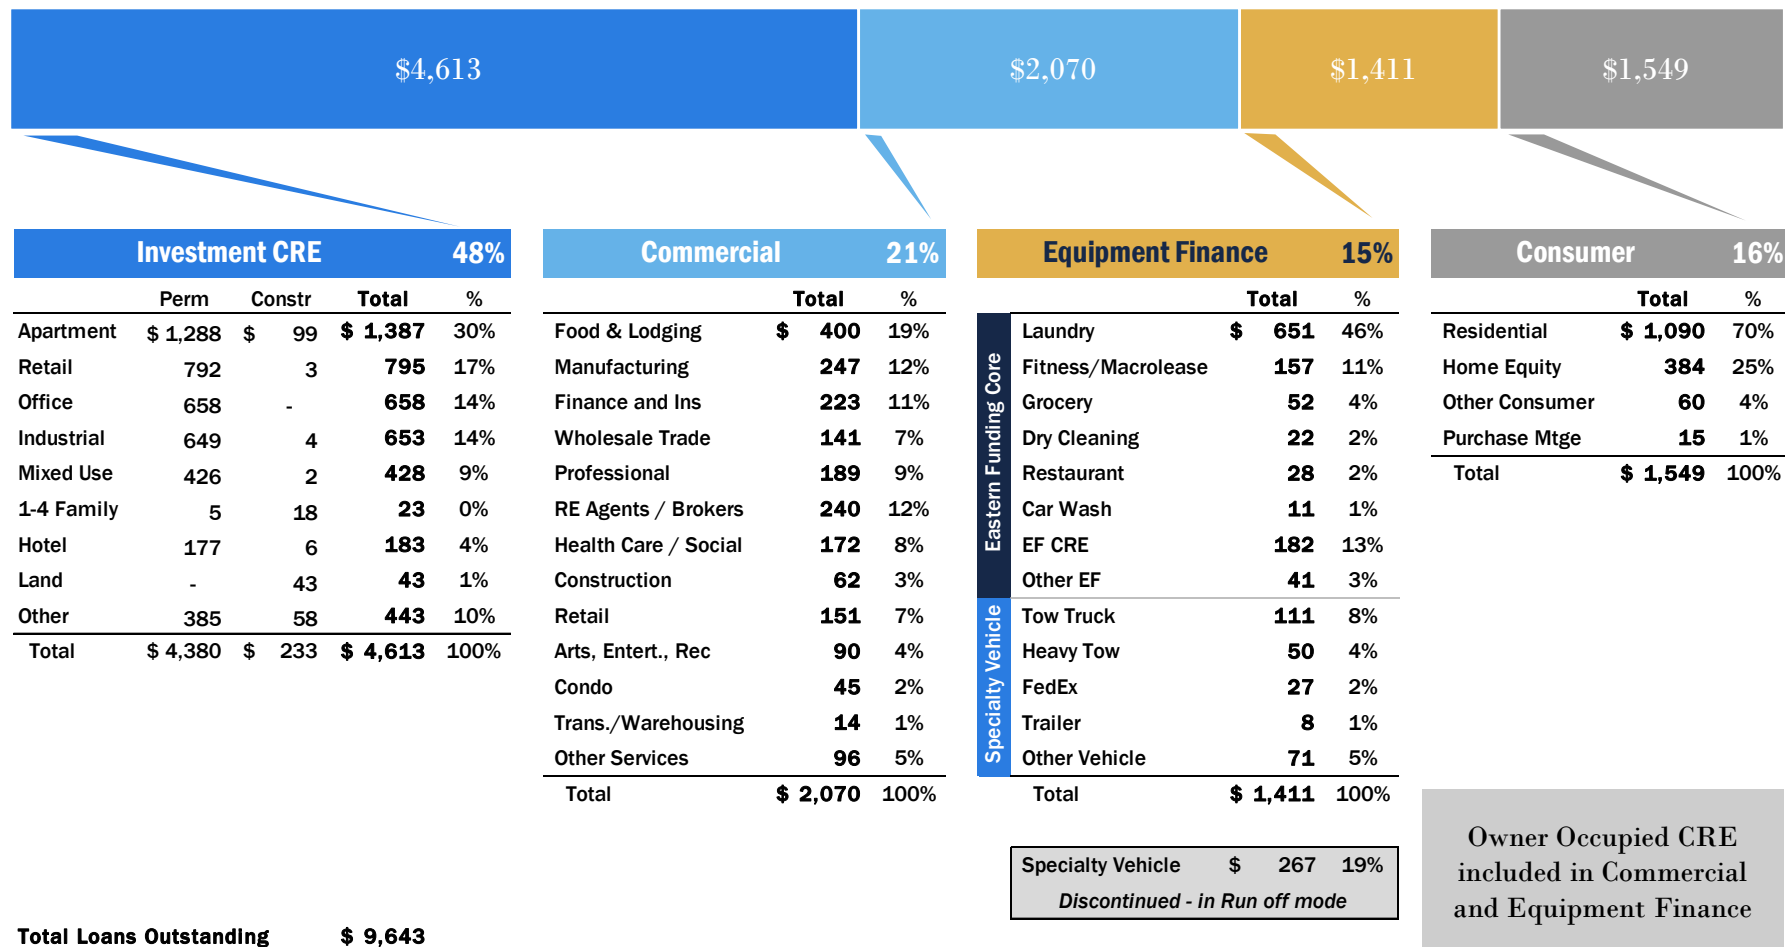 $4,613 $2,070 $1,411 $1,549
Investment CRE 48%
Perm Constr Total %
Apartment $ 1,288 $ 99 $ 1,387 30%
Retail 792 3 795 17%
Office 658 - 658 14%
Industrial 649 4 653 14%
Mixed Use 426 2 428 9%
1-4 Family 5 18 23 0%
Hotel 177 6 183 4%
Land - 43 43 1%
Other 385 58 443 10%
Total $ 4,380 $ 233 $ 4,613 100%
Commercial 21%
Total %
Food & Lodging $ 400 19%
Manufacturing 247 12%
Finance and Ins 223 11%
Wholesale Trade 141 7%
Professional 189 9%
RE Agents / Brokers 240 12%
Health Care / Social 172 8%
Construction 62 3%
Retail 151 7%
Arts, Entert., Rec 90 4%
Condo 45 2%
Trans./Warehousing 14 1%
Other Services 96 5%
Total $ 2,070 100%
Equipment Finance 15%
Total %
Eastern Funding Core
Laundry $ 651 46%
Fitness/Macrolease 157 11%
Grocery 52 4%
Dry Cleaning 22 2%
Restaurant 28 2%
Car Wash 11 1%
EF CRE 182 13%
Other EF 41 3%
Specialty Vehicle
Tow Truck 111 8%
Heavy Tow 50 4%
FedEx 27 2%
Trailer 8 1%
Other Vehicle 71 5%
Total $ 1,411 100%
Specialty Vehicle $ 267 19%
Discontinued - in Run off mode
Consumer 16%
Total %
Residential $ 1,090 70%
Home Equity 384 25%
Other Consumer 60 4%
Purchase Mtge 15 1%
Total $ 1,549 100%
Owner Occupied CRE
included in Commercial
and Equipment Finance
Total Loans Outstanding $ 9,643